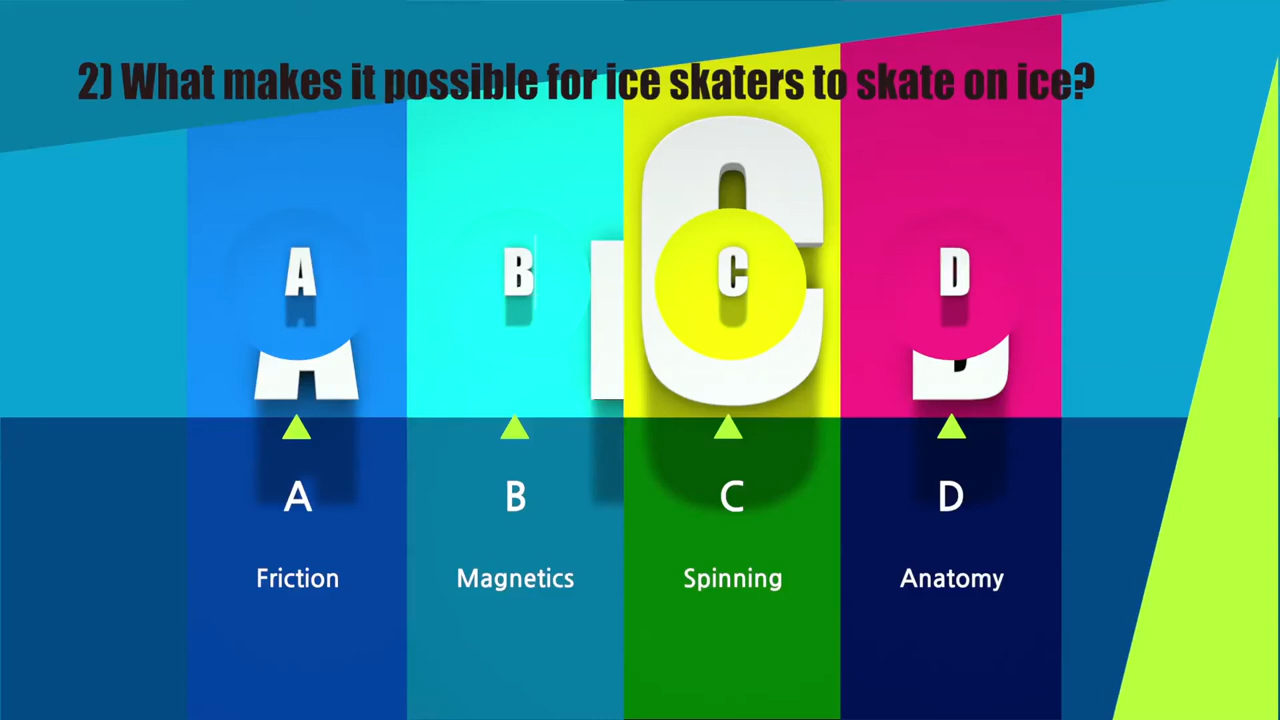 2) What makes it possible for ice skaters to skate on ice?
A B C D
A B C D
A B C D
Friction Magnetics Spinning Anatomy